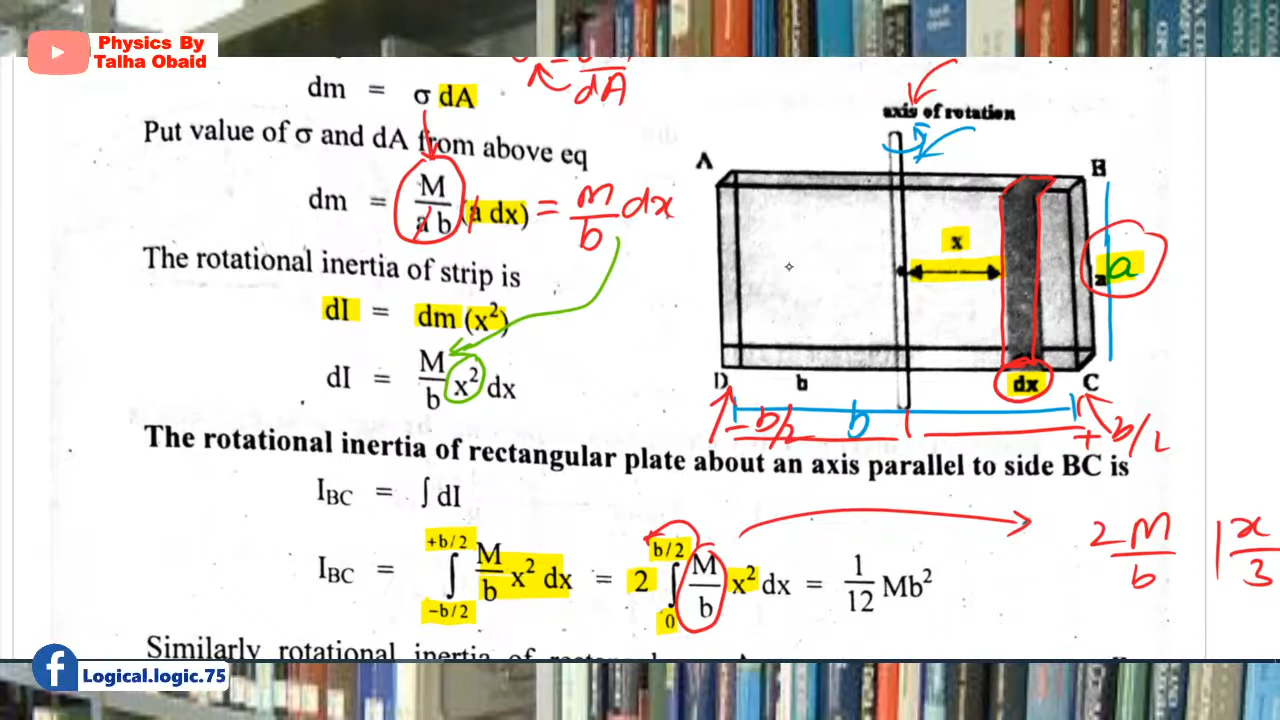 Physics By
Talha Obaid
dm = σ dA
dA
Put value of σ and dA from above eq
dm = M/ab (a dx) = M/b dx
The rotational inertia of strip is
dI = dm (x²)
dI = M/b x² dx
axis of rotation
A
B
x
a
a
D
b
dx
C
-b/2
b
+b/2
The rotational inertia of rectangular plate about an axis parallel to side BC is
I_BC = ∫ dI
I_BC = ∫_{-b/2}^{+b/2} M/b x² dx = 2 ∫_0^{b/2} M/b x² dx = 1/12 Mb²
2 M/b | x/3
Logical.logic.75